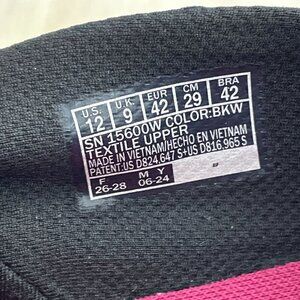 U.S. U.K. EUR CM BRA
12 9 42 29 42
SN 15600W COLOR:BKW
TEXTILE UPPER
MADE IN VIETNAM/HECHO EN VIETNAM
PATENTS: US D824.647 S+US D816.965 S
F M Y
26-28 06-24